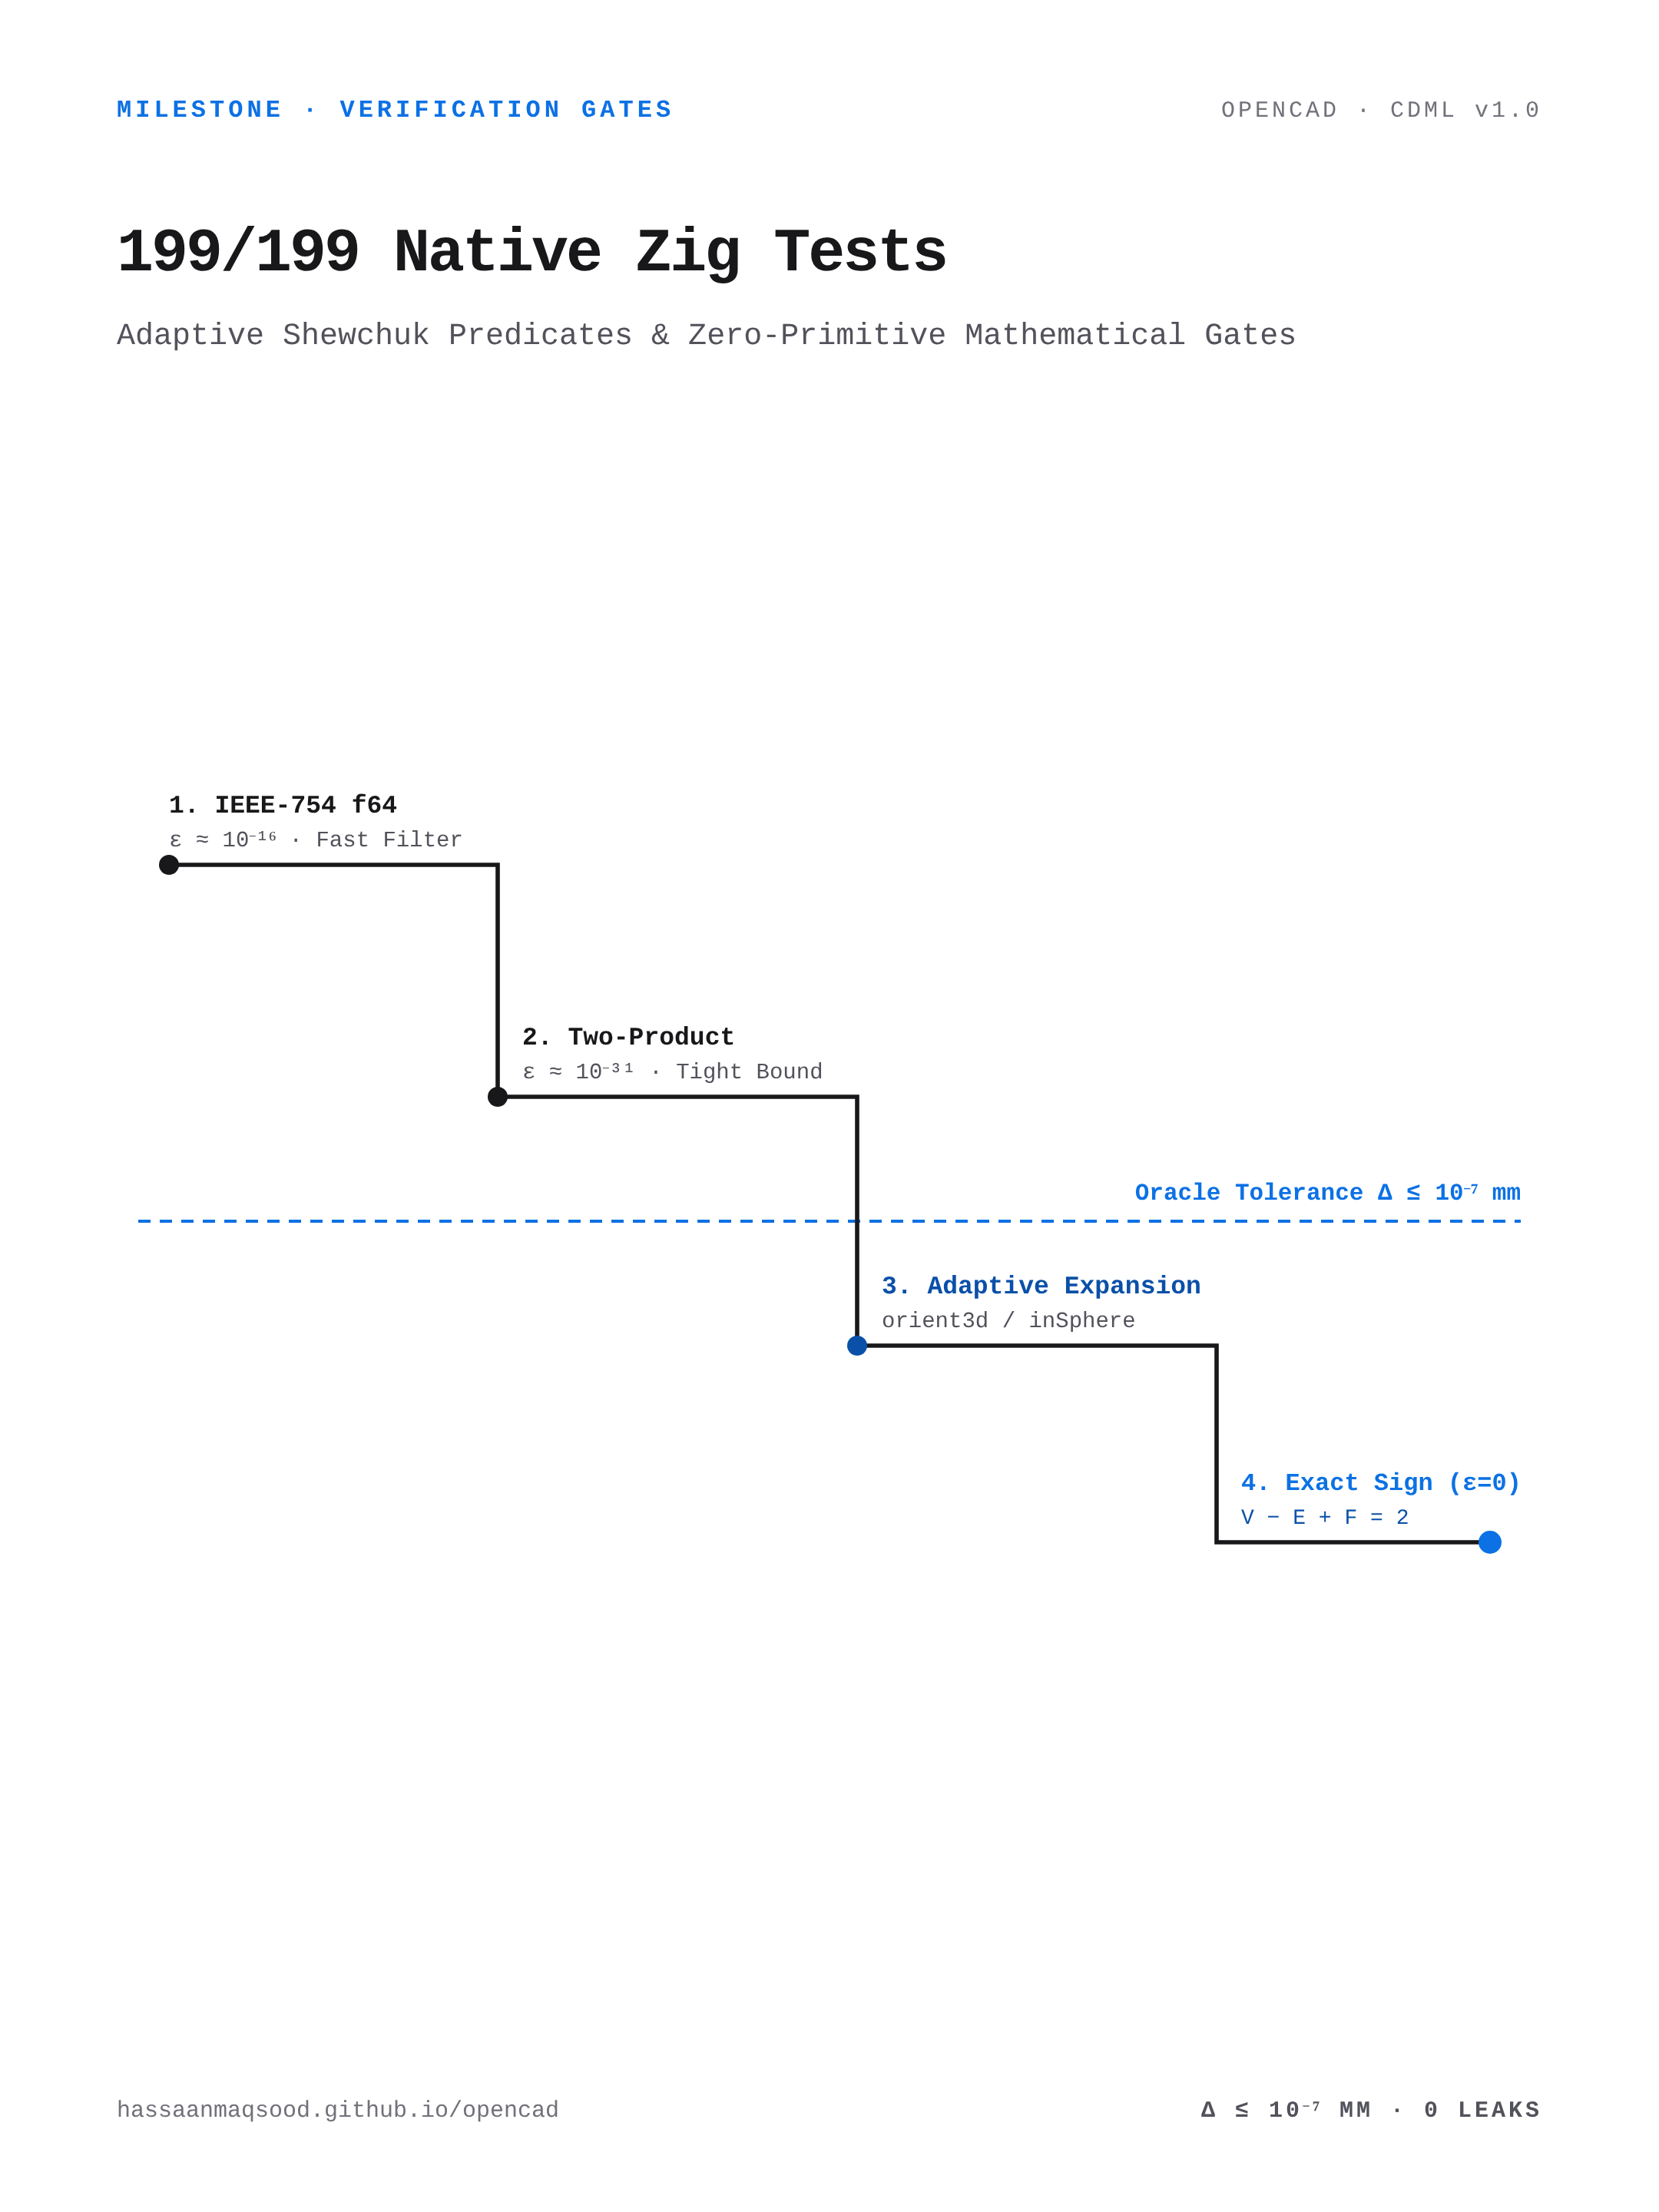 MILESTONE · VERIFICATION GATES
OPENCAD · CDML v1.0
199/199 Native Zig Tests
Adaptive Shewchuk Predicates & Zero-Primitive Mathematical Gates
1. IEEE-754 f64
ε ≈ 10⁻¹⁶ · Fast Filter
2. Two-Product
ε ≈ 10⁻³¹ · Tight Bound
Oracle Tolerance Δ ≤ 10⁻⁷ mm
3. Adaptive Expansion
orient3d / inSphere
4. Exact Sign (ε=0)
V − E + F = 2
hassaanmaqsood.github.io/opencad
Δ ≤ 10⁻⁷ MM · 0 LEAKS